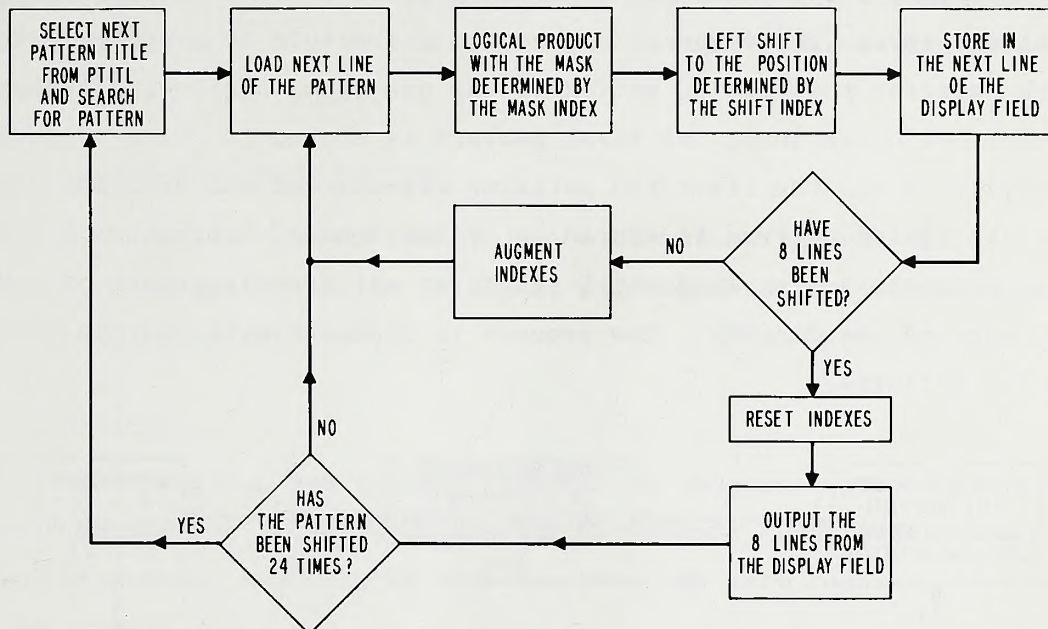 SELECT NEXT
PATTERN TITLE
FROM PTITL
AND SEARCH
FOR PATTERN
LOAD NEXT LINE
OF THE PATTERN
LOGICAL PRODUCT
WITH THE MASK
DETERMINED BY
THE MASK INDEX
LEFT SHIFT
TO THE POSITION
DETERMINED BY
THE SHIFT INDEX
STORE IN
THE NEXT LINE
OE THE
DISPLAY FIELD
HAVE
8 LINES
BEEN
SHIFTED?
NO
AUGMENT
INDEXES
YES
RESET INDEXES
OUTPUT THE
8 LINES FROM
THE DISPLAY FIELD
HAS
THE PATTERN
BEEN SHIFTED
24 TIMES?
NO
YES